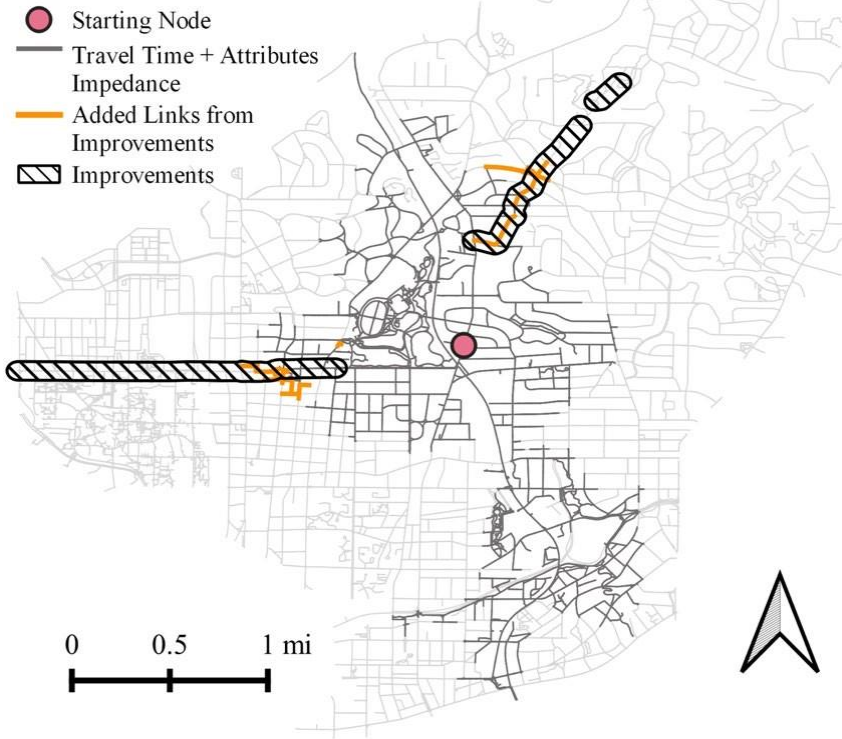 Starting Node
Travel Time + Attributes
Impedance
Added Links from
Improvements
Improvements
0 0.5 1 mi